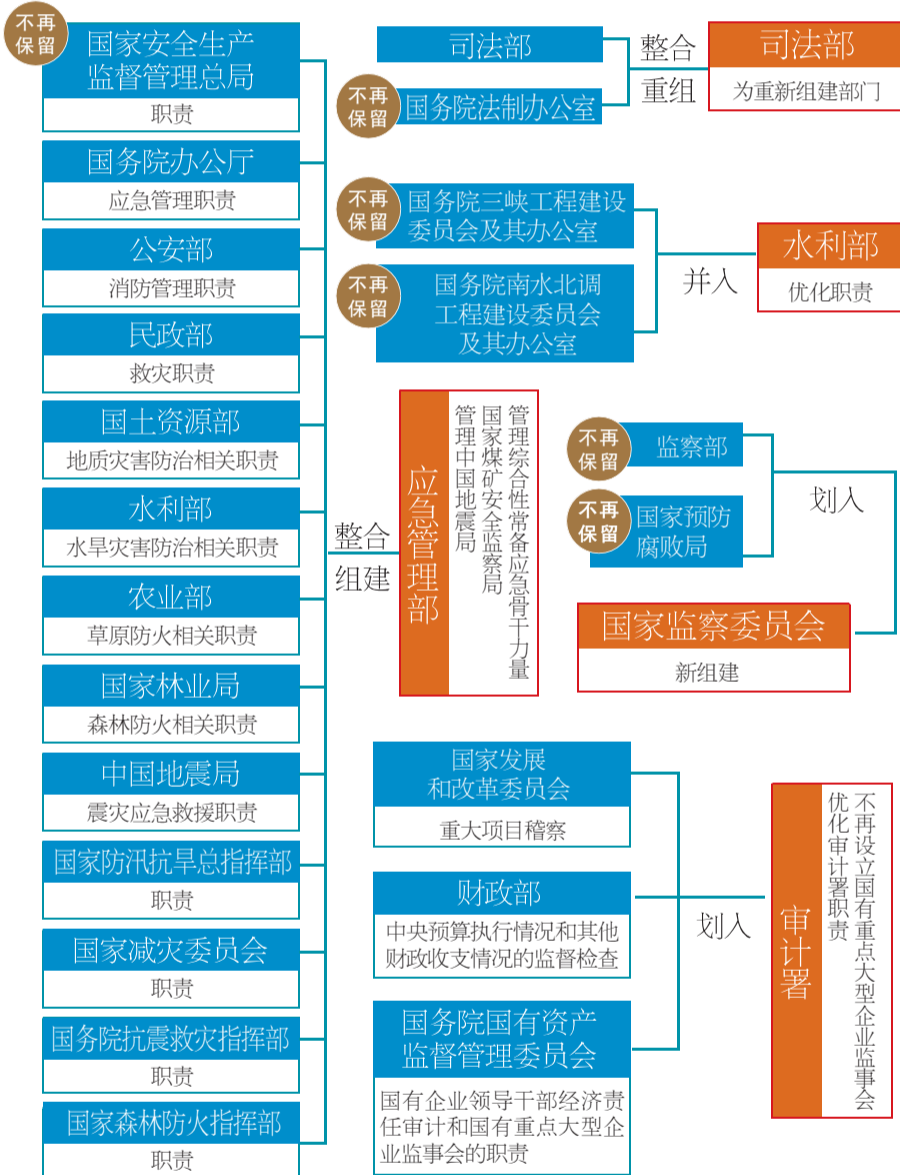 不再
保留
国家安全生产
监督管理总局
职责
国务院办公厅
应急管理职责
公安部
消防管理职责
民政部
救灾职责
国土资源部
地质灾害防治相关职责
水利部
水旱灾害防治相关职责
农业部
草原防火相关职责
国家林业局
森林防火相关职责
中国地震局
震灾应急救援职责
国家防汛抗旱总指挥部
职责
国家减灾委员会
职责
国务院抗震救灾指挥部
职责
国家森林防火指挥部
职责
整合
组建
应急管理部
管理综合性常备应急骨干力量
国家煤矿安全监察局
管理中国地震局
司法部
不再
保留
国务院法制办公室
整合
重组
司法部
为重新组建部门
不再
保留
国务院三峡工程建设
委员会及其办公室
不再
保留
国务院南水北调
工程建设委员会
及其办公室
并入
水利部
优化职责
不再
保留
监察部
不再
保留
国家预防
腐败局
划入
国家监察委员会
新组建
国家发展
和改革委员会
重大项目稽察
财政部
中央预算执行情况和其他
财政收支情况的监督检查
国务院国有资产
监督管理委员会
国有企业领导干部经济责
任审计和国有重点大型企
业监事会的职责
划入
审计署
不再设立国有重点大型企业监事会
优化审计署职责